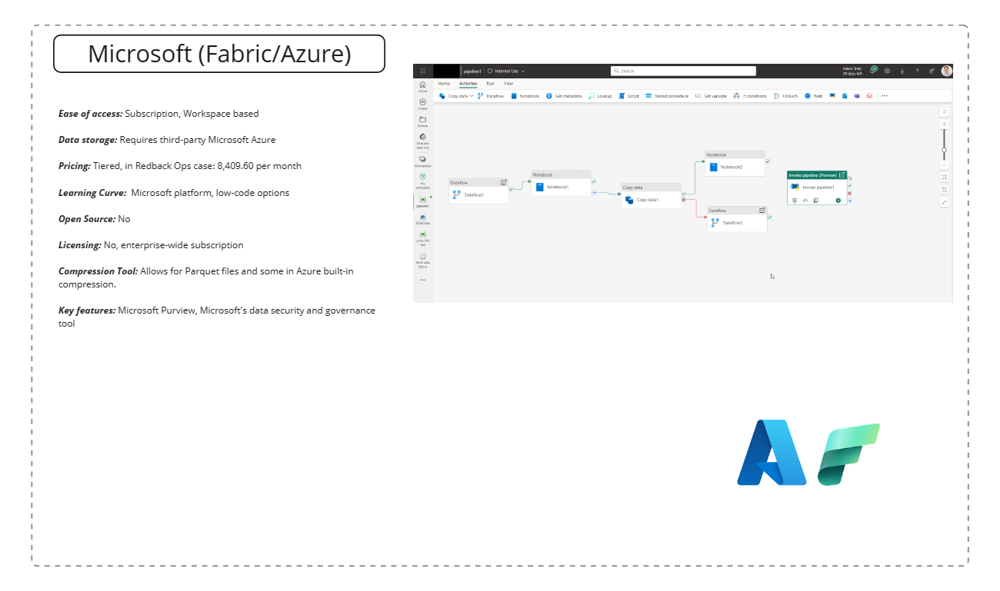 Microsoft (Fabric/Azure)
Ease of access: Subscription, Workspace based
Data storage: Requires third-party Microsoft Azure
Pricing: Tiered, in Redback Ops case: 8,409.60 per month
Learning Curve: Microsoft platform, low-code options
Open Source: No
Licensing: No, enterprise-wide subscription
Compression Tool: Allows for Parquet files and some in Azure built-in
compression.
Key features: Microsoft Purview, Microsoft's data security and governance
tool
pipeline1 Internal Use
Search
Fabric Trial:
59 days left
Home Activities Run View
Copy data Dataflow Notebook Get metadata Lookup Script Stored procedure Set variable If conditions ForEach Web
Home
Create
Browse
OneLake
data hub
Workspaces
My
workspace
pipeline1
Data Lake
Demo
Dataflow
Dataflow1
Notebook
Notebook1
Copy data
Copy data1
Notebook
Notebook2
Dataflow
Dataflow2
Invoke pipeline (Preview)
Invoke pipeline1